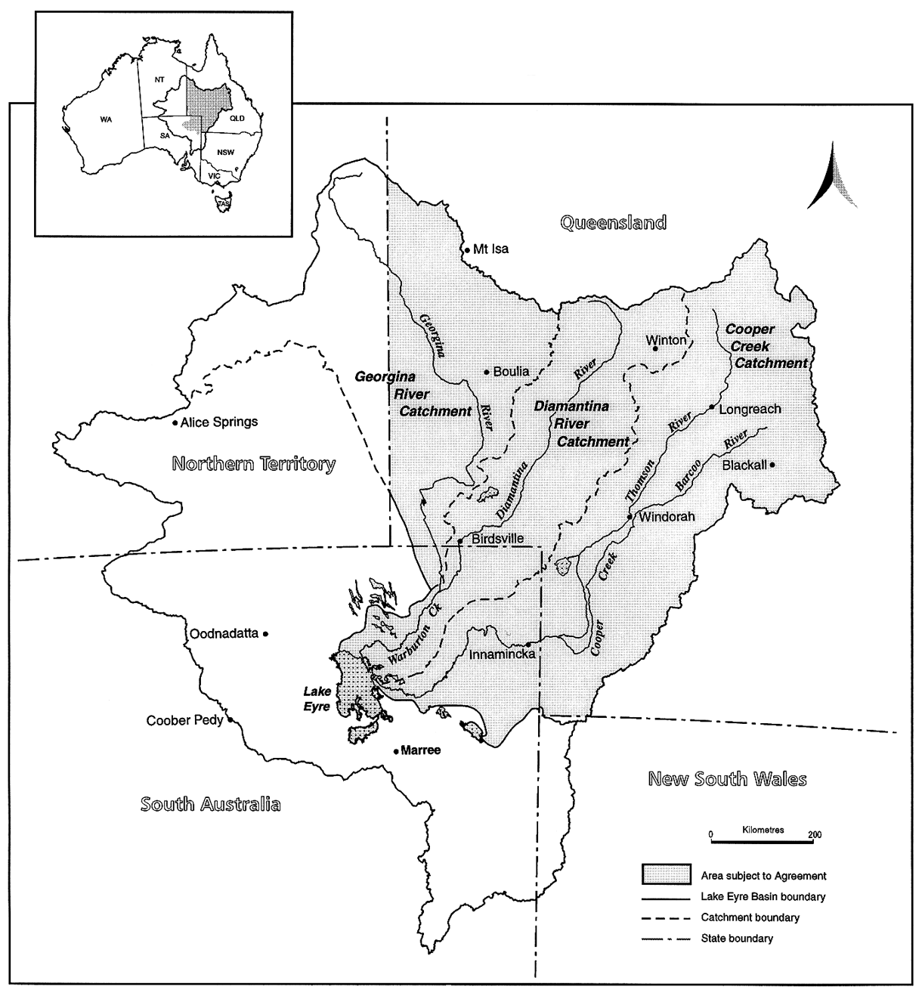 NT
WA
QLD
SA
NSW
VIC
TAS
Queensland
Mt Isa
Georgina
River
Winton
Cooper
Creek
Catchment
Boulia
River
Georgina
River
Catchment
Diamantina
River
Catchment
Longreach
River
River
Alice Springs
Northern Territory
Thomson
Barcoo
Blackall
Diamantina
Windorah
Birdsville
Creek
Ck
Oodnadatta
Warburton
Cooper
Innamincka
Lake
Eyre
Coober Pedy
Marree
New South Wales
South Australia
Kilometres
0 200
Area subject to Agreement
Lake Eyre Basin boundary
Catchment boundary
State boundary